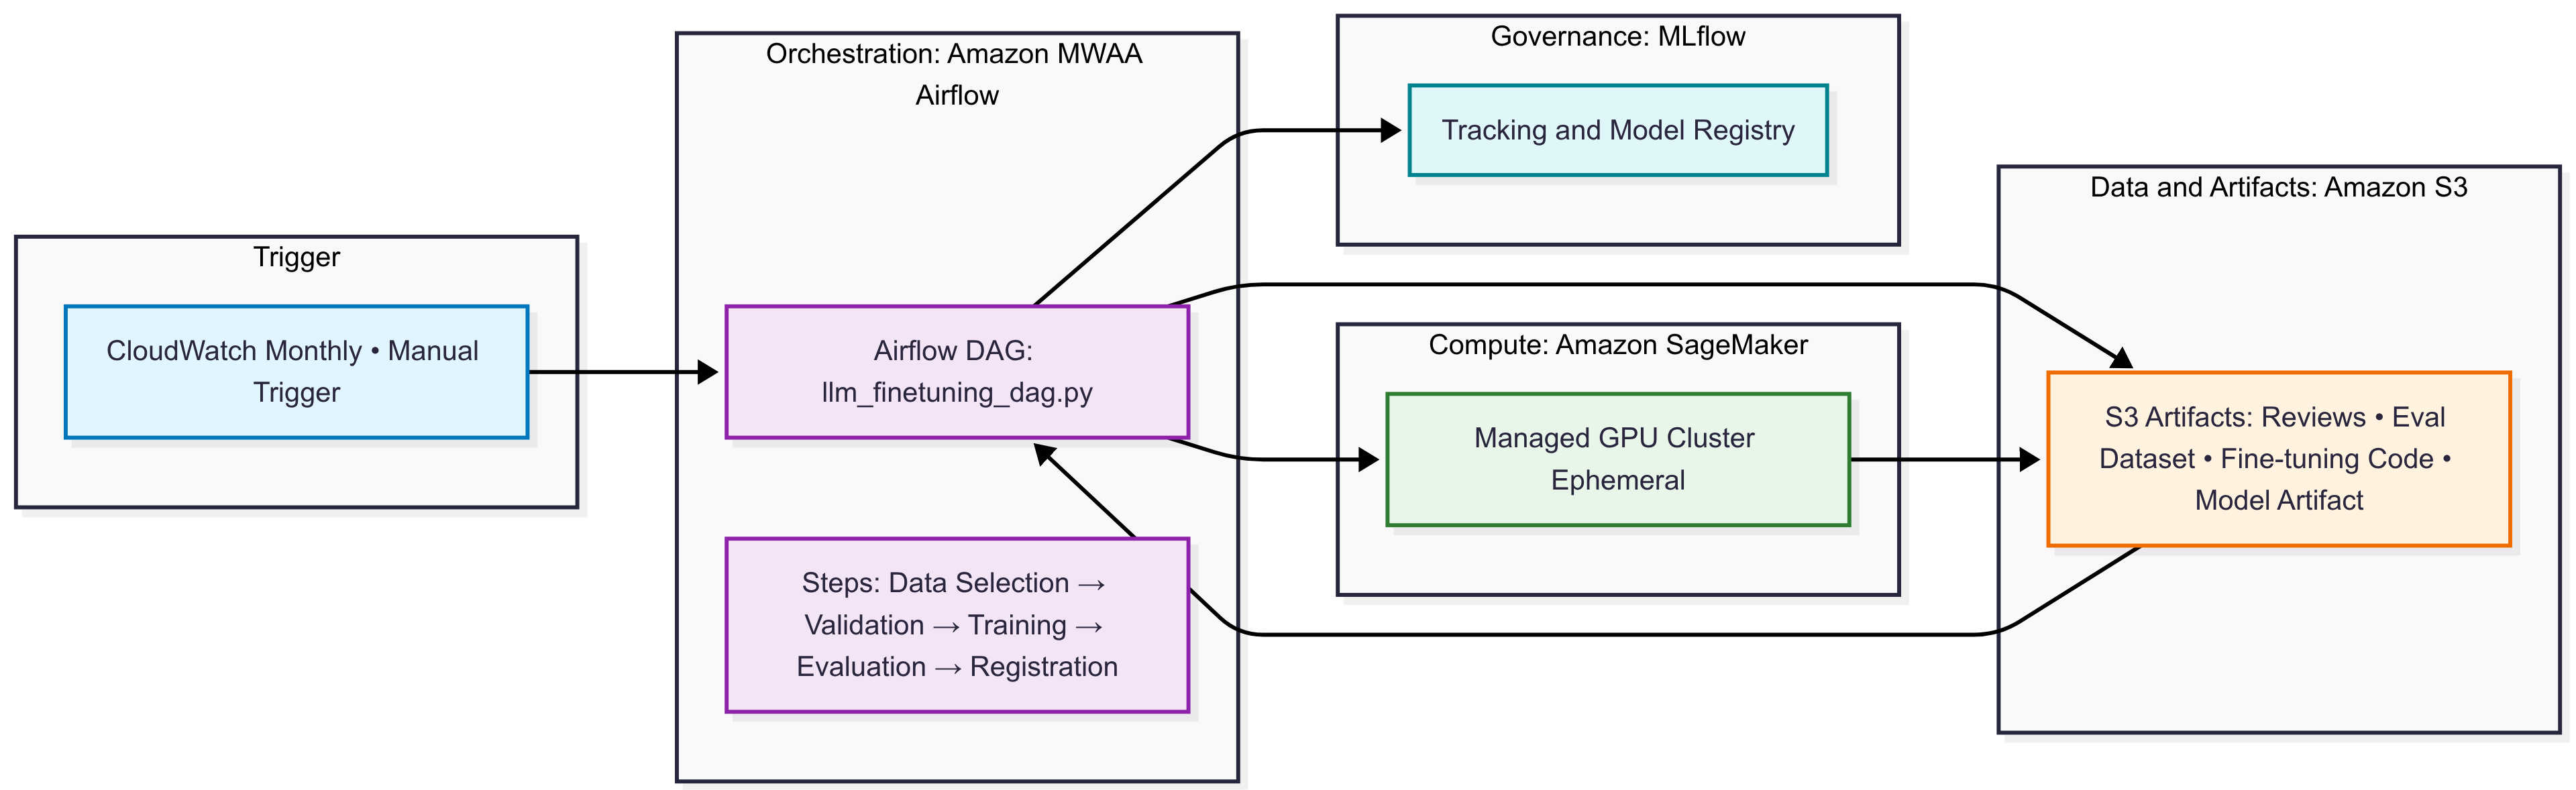 Trigger
CloudWatch Monthly • Manual
Trigger
Orchestration: Amazon MWAA
Airflow
Airflow DAG:
llm_finetuning_dag.py
Steps: Data Selection →
Validation → Training →
Evaluation → Registration
Governance: MLflow
Tracking and Model Registry
Compute: Amazon SageMaker
Managed GPU Cluster
Ephemeral
Data and Artifacts: Amazon S3
S3 Artifacts: Reviews • Eval
Dataset • Fine-tuning Code •
Model Artifact